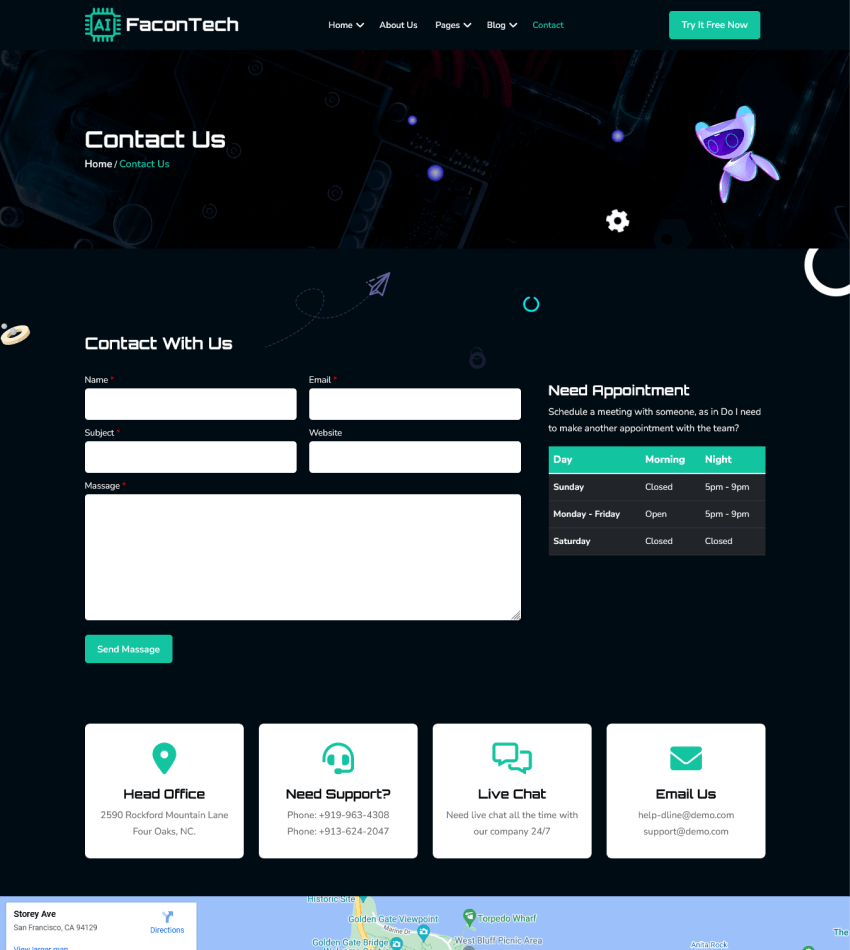 AI FaconTech
Home About Us Pages Blog Contact
Try It Free Now
Contact Us
Home / Contact Us
Contact With Us
Name *
Email *
Subject *
Website
Massage *
Send Massage
Need Appointment
Schedule a meeting with someone, as in Do I need
to make another appointment with the team?
Day Morning Night
Sunday Closed 5pm - 9pm
Monday - Friday Open 5pm - 9pm
Saturday Closed Closed
Head Office
2590 Rockford Mountain Lane
Four Oaks, NC.
Need Support?
Phone: +919-963-4308
Phone: +913-624-2047
Live Chat
Need live chat all the time with
our company 24/7
Email Us
help-dline@demo.com
support@demo.com
Storey Ave
San Francisco, CA 94129
Directions
View larger map
Historic Site
Golden Gate Viewpoint
Marine Dr
Golden Gate Bridge
Torpedo Wharf
West Bluff Picnic Area
Anita Rock
The